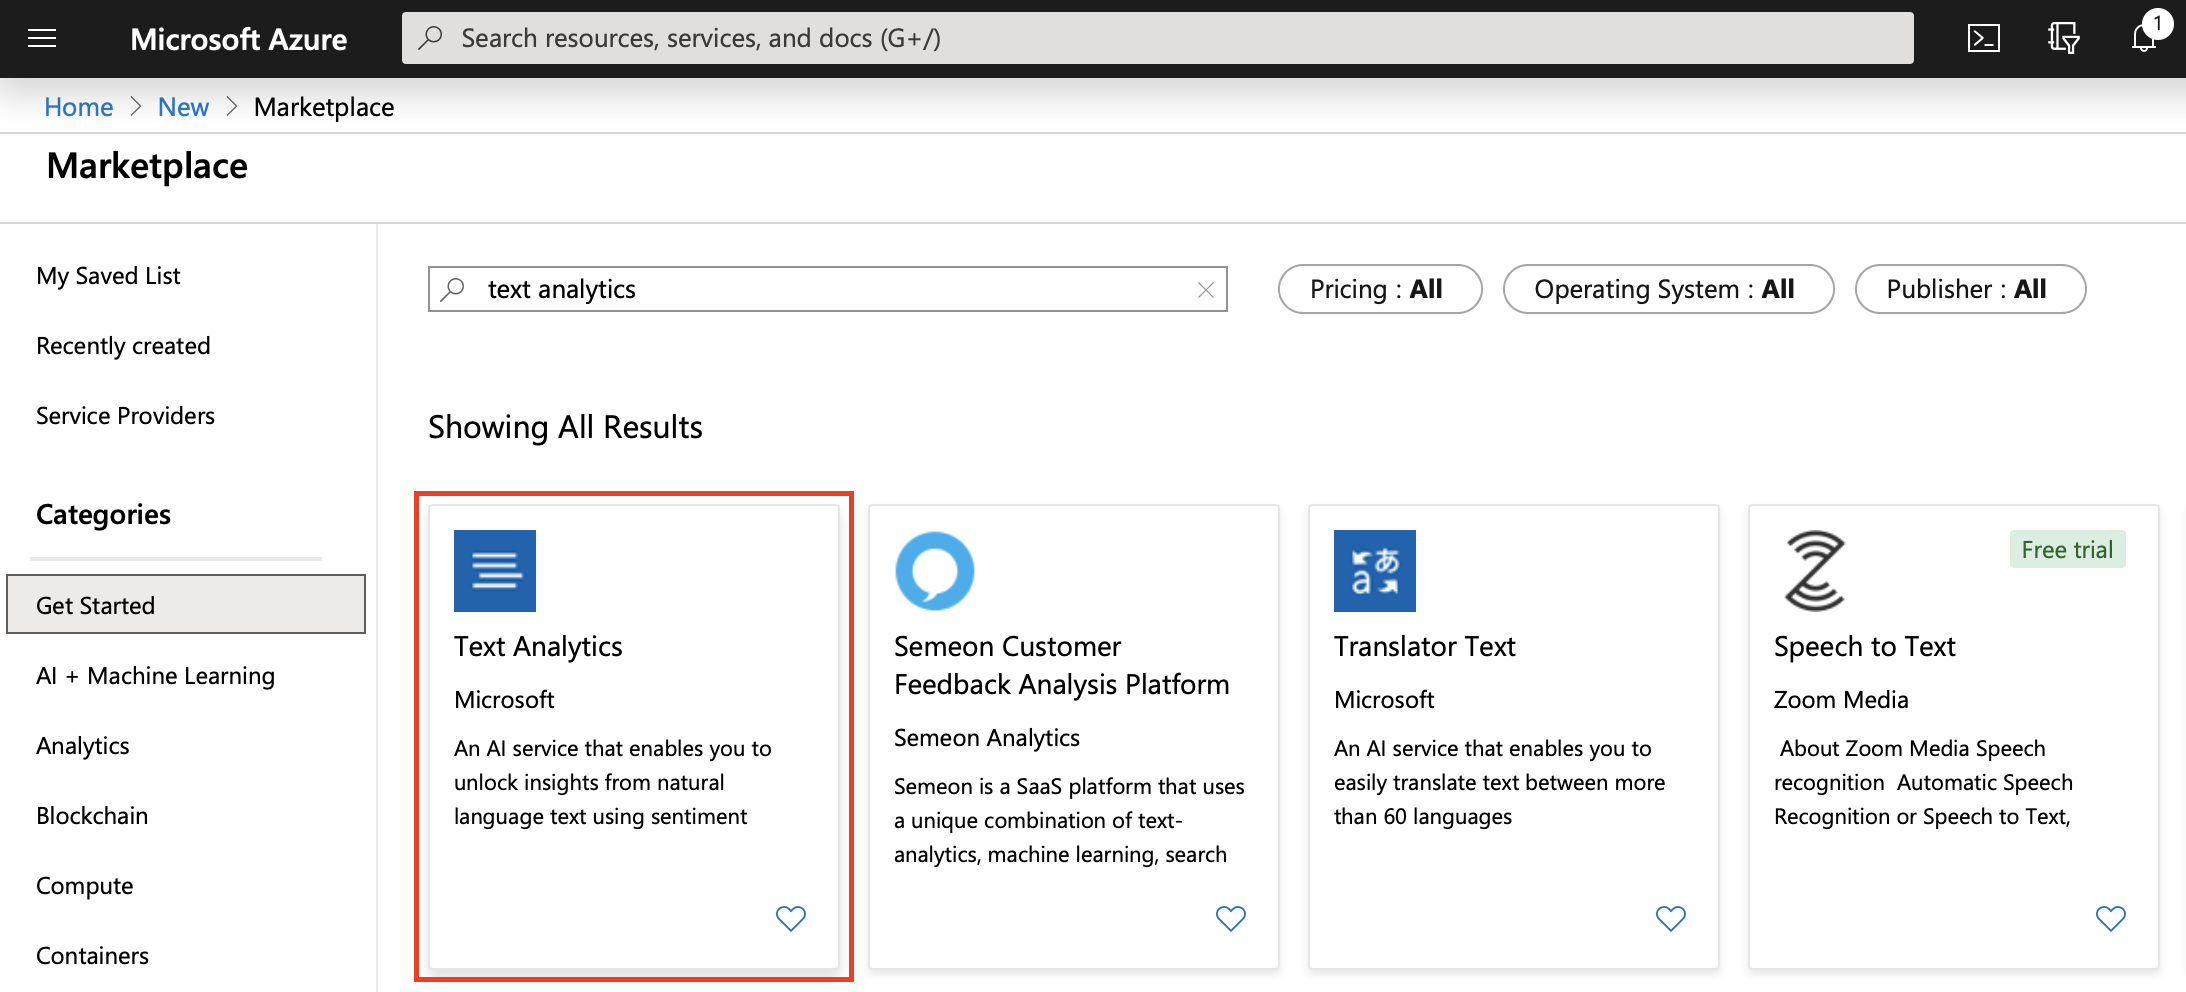 Microsoft Azure
Search resources, services, and docs (G+/)
1
Home > New > Marketplace
Marketplace
My Saved List
Recently created
Service Providers
Categories
Get Started
AI + Machine Learning
Analytics
Blockchain
Compute
Containers
text analytics
Pricing : All
Operating System : All
Publisher : All
Showing All Results
Text Analytics
Microsoft
An AI service that enables you to
unlock insights from natural
language text using sentiment
Semeon Customer
Feedback Analysis Platform
Semeon Analytics
Semeon is a SaaS platform that uses
a unique combination of text-
analytics, machine learning, search
a あ
Translator Text
Microsoft
An AI service that enables you to
easily translate text between more
than 60 languages
Free trial
Speech to Text
Zoom Media
About Zoom Media Speech
recognition  Automatic Speech
Recognition or Speech to Text,